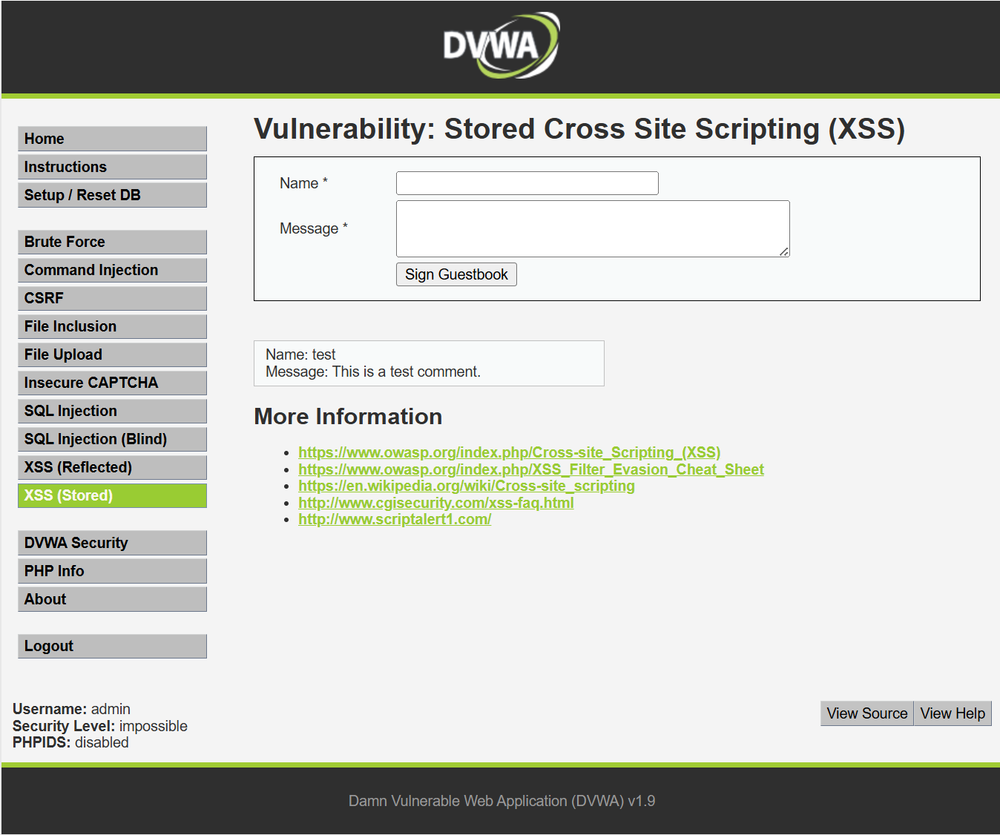 DVWA
Home
Instructions
Setup / Reset DB
Brute Force
Command Injection
CSRF
File Inclusion
File Upload
Insecure CAPTCHA
SQL Injection
SQL Injection (Blind)
XSS (Reflected)
XSS (Stored)
DVWA Security
PHP Info
About
Logout
Vulnerability: Stored Cross Site Scripting (XSS)
Name *
Message *
Sign Guestbook
Name: test
Message: This is a test comment.
More Information
https://www.owasp.org/index.php/Cross-site_Scripting_(XSS)
https://www.owasp.org/index.php/XSS_Filter_Evasion_Cheat_Sheet
https://en.wikipedia.org/wiki/Cross-site_scripting
http://www.cgisecurity.com/xss-faq.html
http://www.scriptalert1.com/
Username: admin
Security Level: impossible
PHPIDS: disabled
View Source View Help
Damn Vulnerable Web Application (DVWA) v1.9